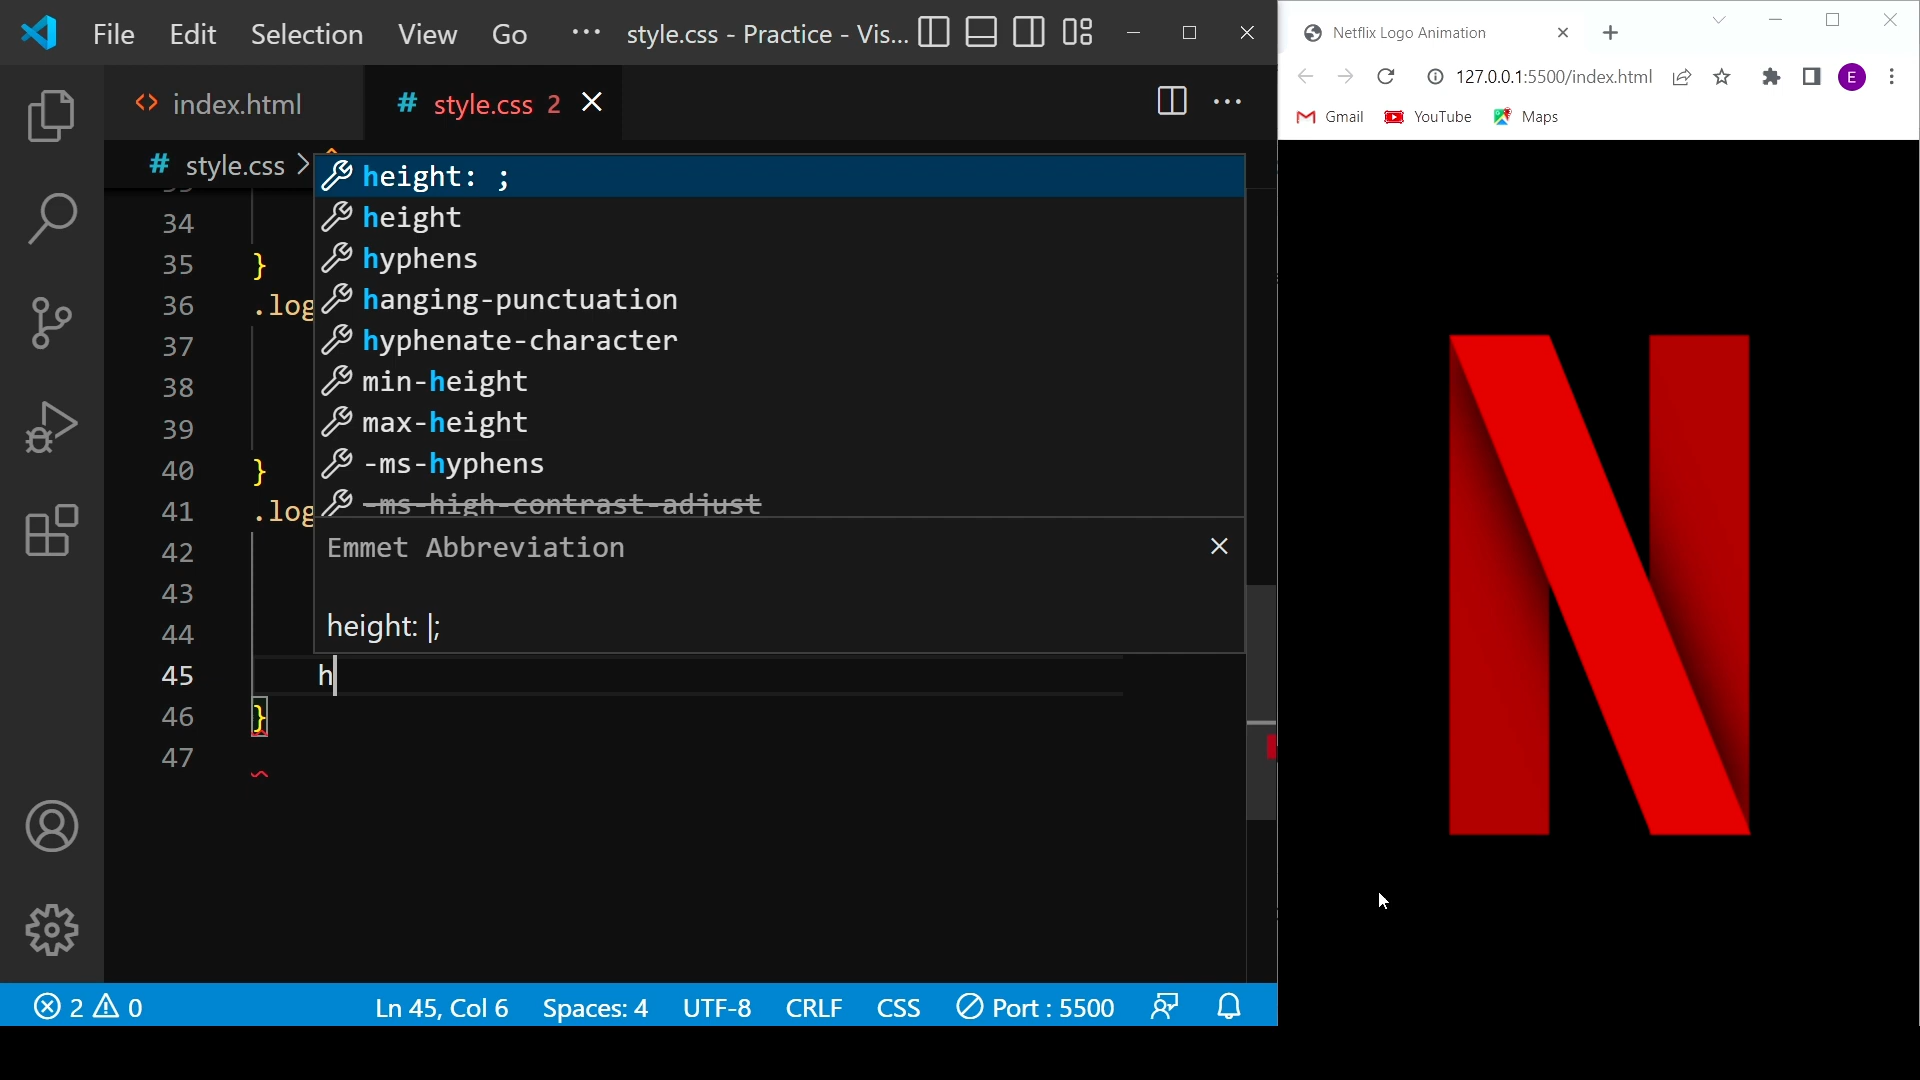 File Edit Selection View Go ··· style.css - Practice - Vis...
index.html # style.css 2
# style.css >
34
35 }
36 .log
37
38
39
40 }
41 .log
42
43
44
45 h
46 }
47
height: ;
height
hyphens
hanging-punctuation
hyphenate-character
min-height
max-height
-ms-hyphens
-ms-high-contrast-adjust
Emmet Abbreviation
height: |;
2 0 Ln 45, Col 6 Spaces: 4 UTF-8 CRLF CSS Port : 5500
Netflix Logo Animation
127.0.0.1:5500/index.html E
Gmail YouTube Maps
N